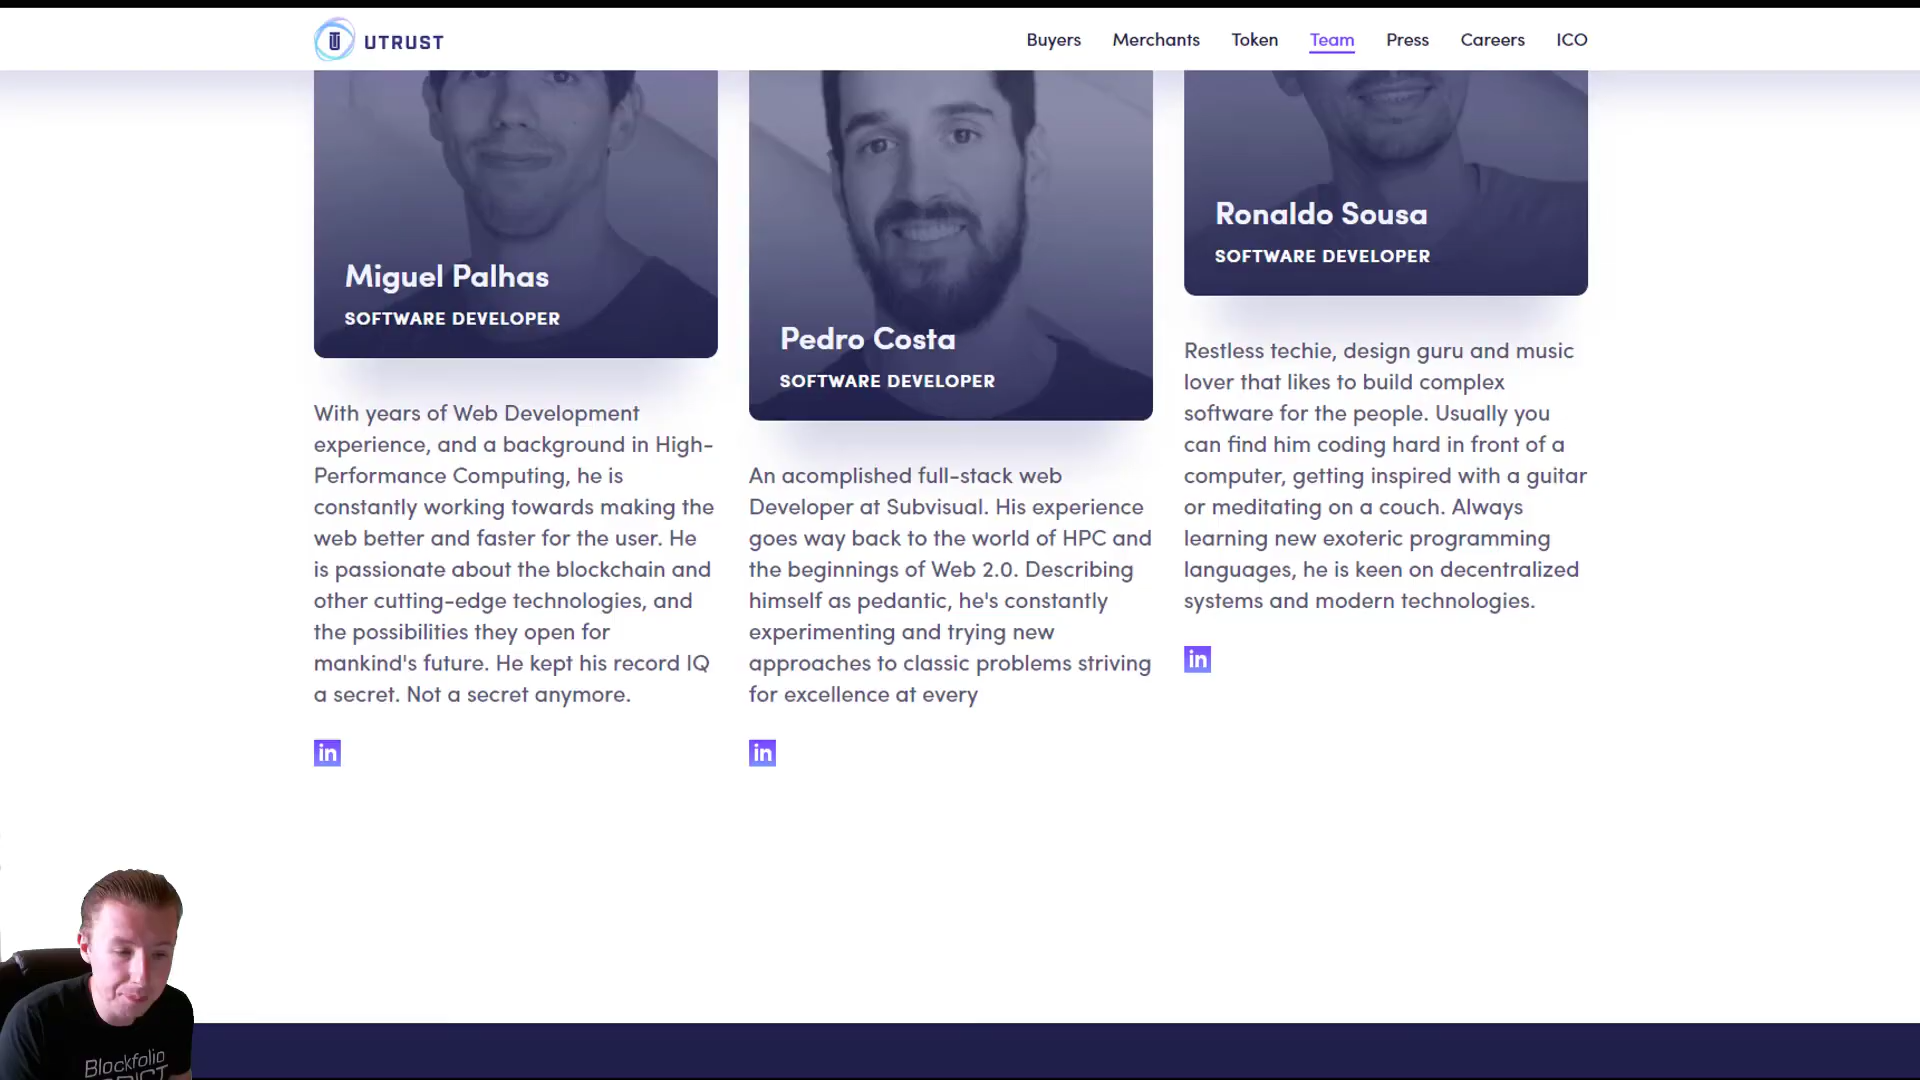 UTRUST
Buyers Merchants Token Team Press Careers ICO
Miguel Palhas
SOFTWARE DEVELOPER
With years of Web Development
experience, and a background in High-
Performance Computing, he is
constantly working towards making the
web better and faster for the user. He
is passionate about the blockchain and
other cutting-edge technologies, and
the possibilities they open for
mankind's future. He kept his record IQ
a secret. Not a secret anymore.
in
Pedro Costa
SOFTWARE DEVELOPER
An acomplished full-stack web
Developer at Subvisual. His experience
goes way back to the world of HPC and
the beginnings of Web 2.0. Describing
himself as pedantic, he's constantly
experimenting and trying new
approaches to classic problems striving
for excellence at every
in
Ronaldo Sousa
SOFTWARE DEVELOPER
Restless techie, design guru and music
lover that likes to build complex
software for the people. Usually you
can find him coding hard in front of a
computer, getting inspired with a guitar
or meditating on a couch. Always
learning new exoteric programming
languages, he is keen on decentralized
systems and modern technologies.
in
Blockfolio